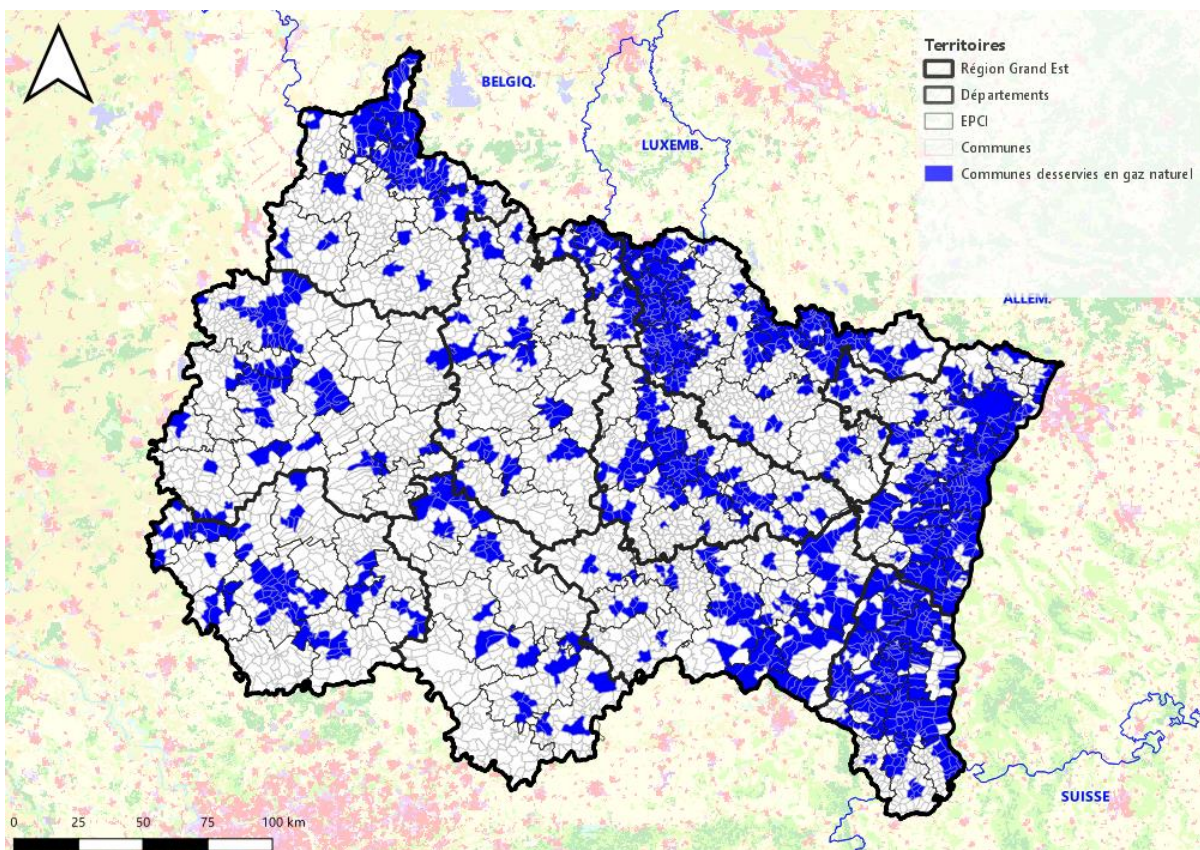 BELGIQ.
LUXEMB.
Territoires
Région Grand Est
Départements
EPCI
Communes
Communes desservies en gaz naturel
ALLEM.
SUISSE
0 25 50 75 100 km